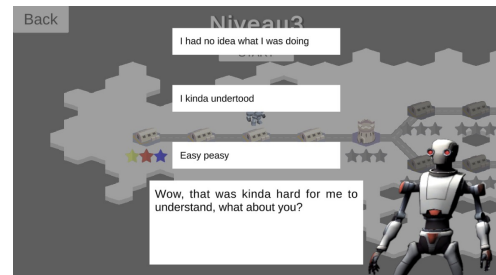 Back
Niveau3
I had no idea what I was doing
I kinda undertood
Easy peasy
Wow, that was kinda hard for me to
understand, what about you?